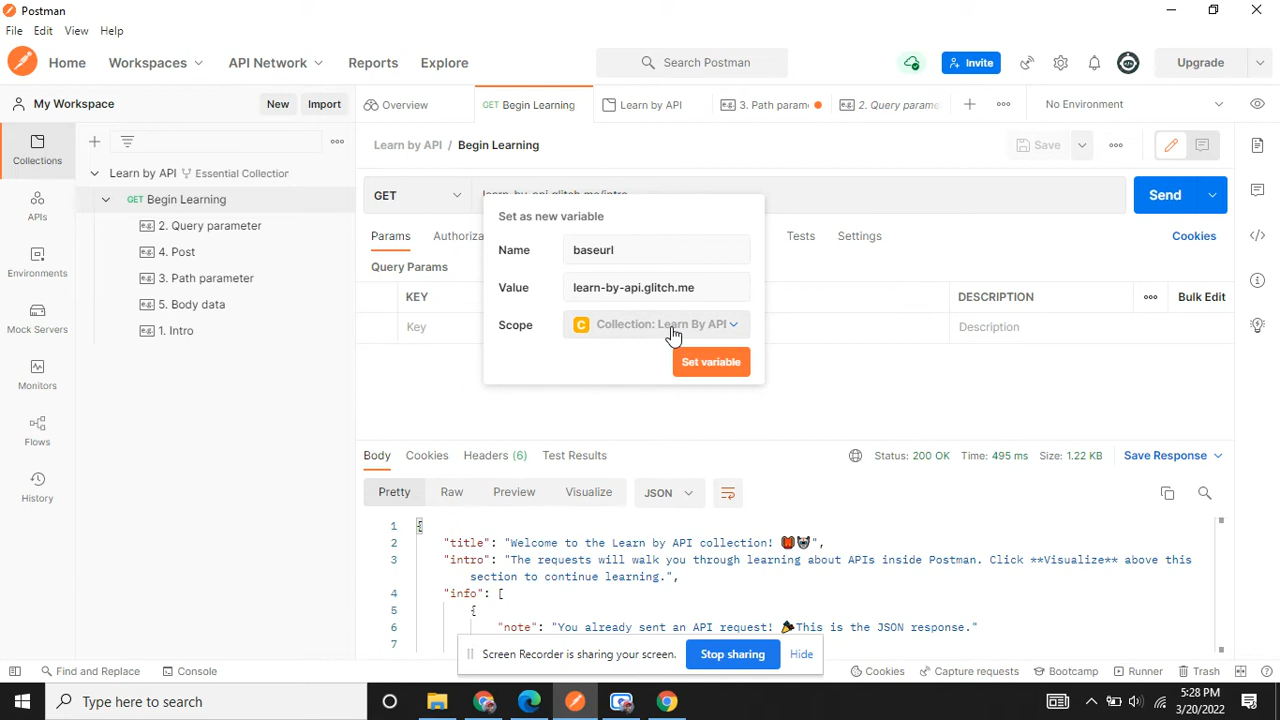 Postman
File Edit View Help
Home Workspaces API Network Reports Explore Search Postman Invite Upgrade
My Workspace New Import Overview GET Begin Learning Learn by API 3. Path parame 2. Query parame No Environment
Collections
APIs
Environments
Mock Servers
Monitors
Flows
History
Learn by API Essential Collection
GET Begin Learning
e.g. 2. Query parameter
e.g. 4. Post
e.g. 3. Path parameter
e.g. 5. Body data
e.g. 1. Intro
Learn by API / Begin Learning Save
GET learn-by-api.glitch.me/intro Send
Params Authoriza Tests Settings Cookies
Query Params
KEY DESCRIPTION Bulk Edit
Key Description
Set as new variable
Name baseurl
Value learn-by-api.glitch.me
Scope C Collection: Learn By API
Set variable
Body Cookies Headers (6) Test Results Status: 200 OK Time: 495 ms Size: 1.22 KB Save Response
Pretty Raw Preview Visualize JSON
1 {
2 "title": "Welcome to the Learn by API collection! ",
3 "intro": "The requests will walk you through learning about APIs inside Postman. Click **Visualize** above this
section to continue learning.",
4 "info": [
5 {
6 "note": "You already sent an API request! This is the JSON response."
7
Screen Recorder is sharing your screen. Stop sharing Hide
Find and Replace Console Cookies Capture requests Bootcamp Runner Trash
Type here to search
5:28 PM
3/20/2022